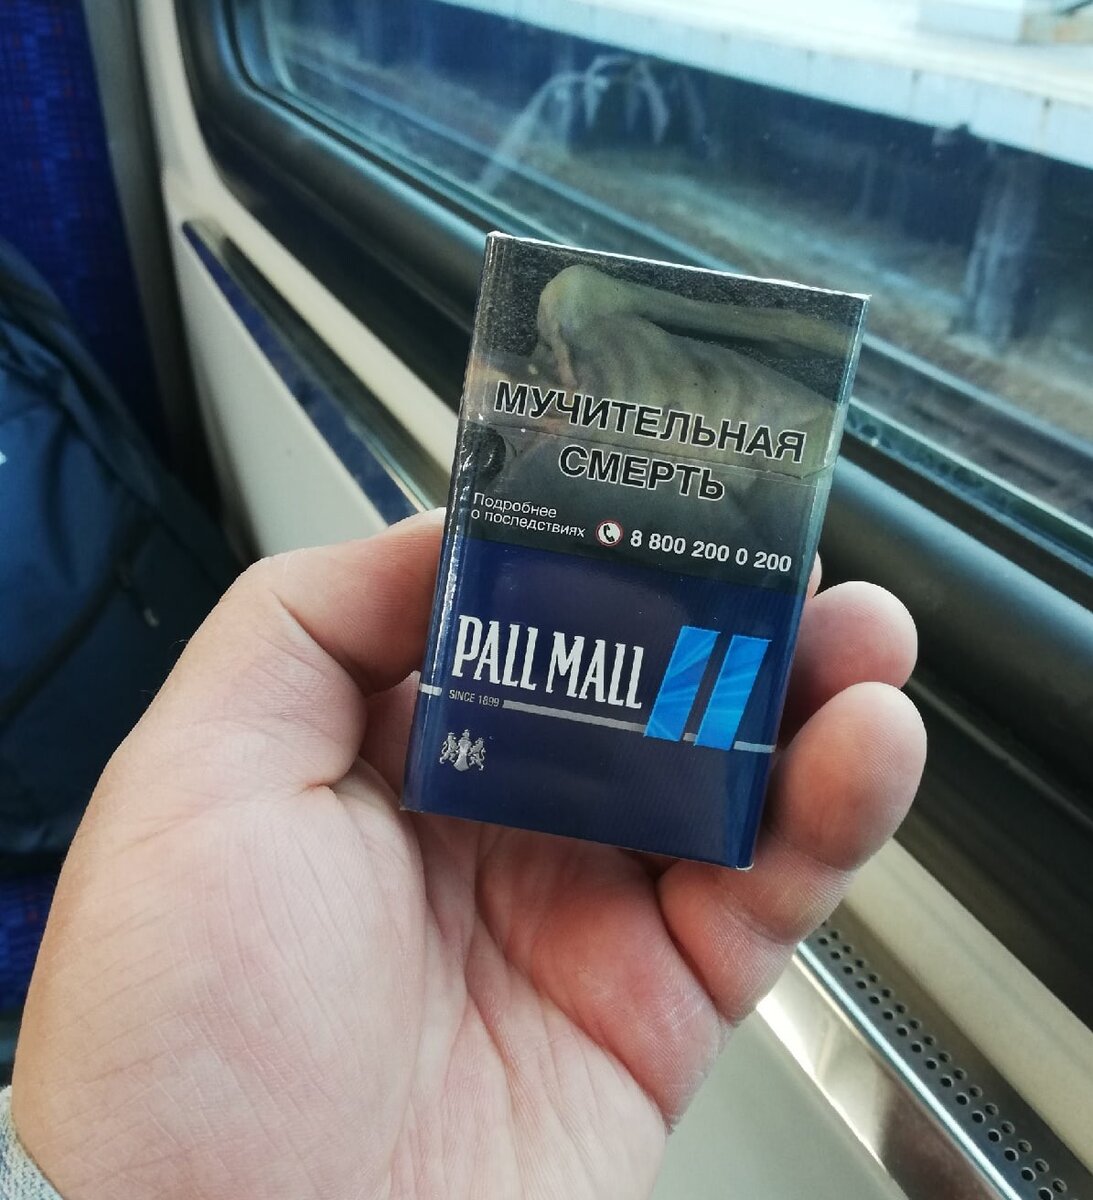 МУЧИТЕЛЬНАЯ
СМЕРТЬ
Подробнее
о последствиях 8 800 200 0 200
PALL MALL
SINCE 1899